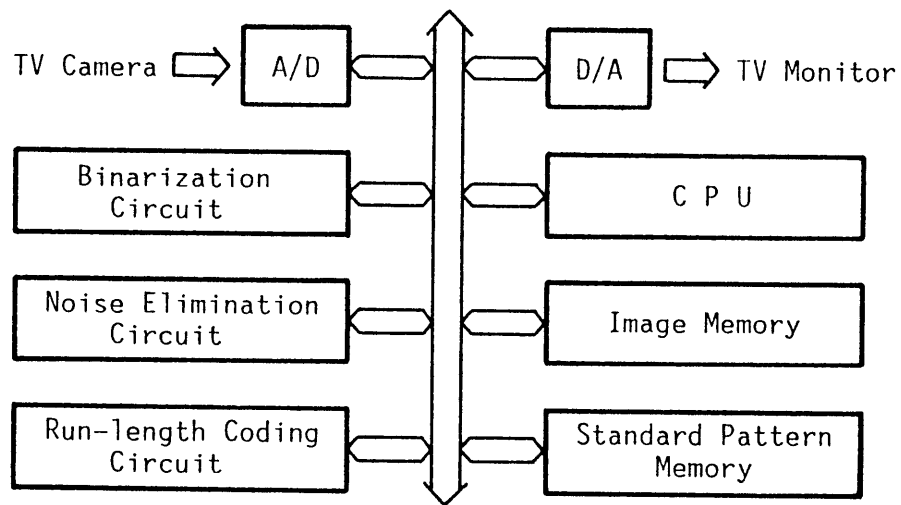 TV Camera
A/D
D/A
TV Monitor
Binarization
Circuit
C P U
Noise Elimination
Circuit
Image Memory
Run-length Coding
Circuit
Standard Pattern
Memory